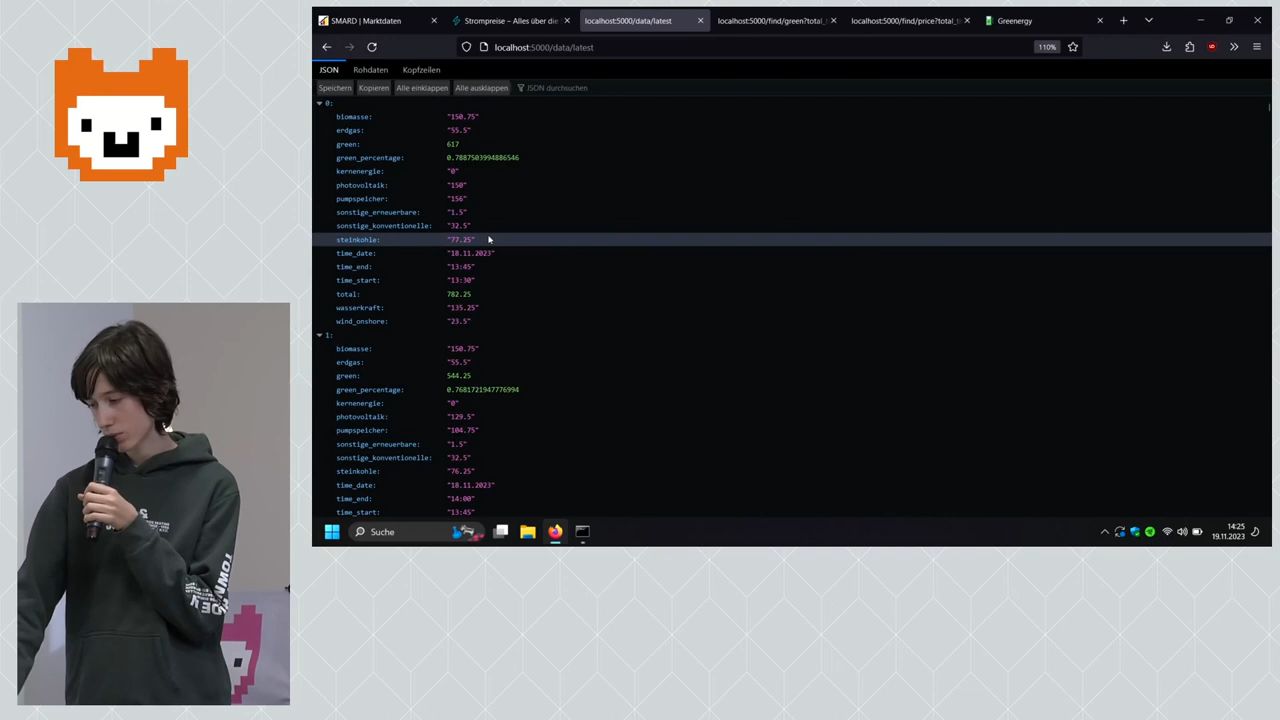 SMARD | Marktdaten
Strompreise – Alles über die
localhost:5000/data/latest
localhost:5000/find/green?total_
localhost:5000/find/price?total_
Greenergy
localhost:5000/data/latest
110%
JSON
Rohdaten
Kopfzeilen
Speichern
Kopieren
Alle einklappen
Alle ausklappen
JSON durchsuchen
0:
biomasse: "150.75"
erdgas: "55.5"
green: 617
green_percentage: 0.7887503994886546
kernenergie: "0"
photovoltaik: "150"
pumpspeicher: "156"
sonstige_erneuerbare: "1.5"
sonstige_konventionelle: "32.5"
steinkohle: "77.25"
time_date: "18.11.2023"
time_end: "13:45"
time_start: "13:30"
total: 782.25
wasserkraft: "135.25"
wind_onshore: "23.5"
1:
biomasse: "150.75"
erdgas: "55.5"
green: 544.25
green_percentage: 0.7681721947776994
kernenergie: "0"
photovoltaik: "129.5"
pumpspeicher: "104.75"
sonstige_erneuerbare: "1.5"
sonstige_konventionelle: "32.5"
steinkohle: "76.25"
time_date: "18.11.2023"
time_end: "14:00"
time_start: "13:45"
Suche
14:25
19.11.2023